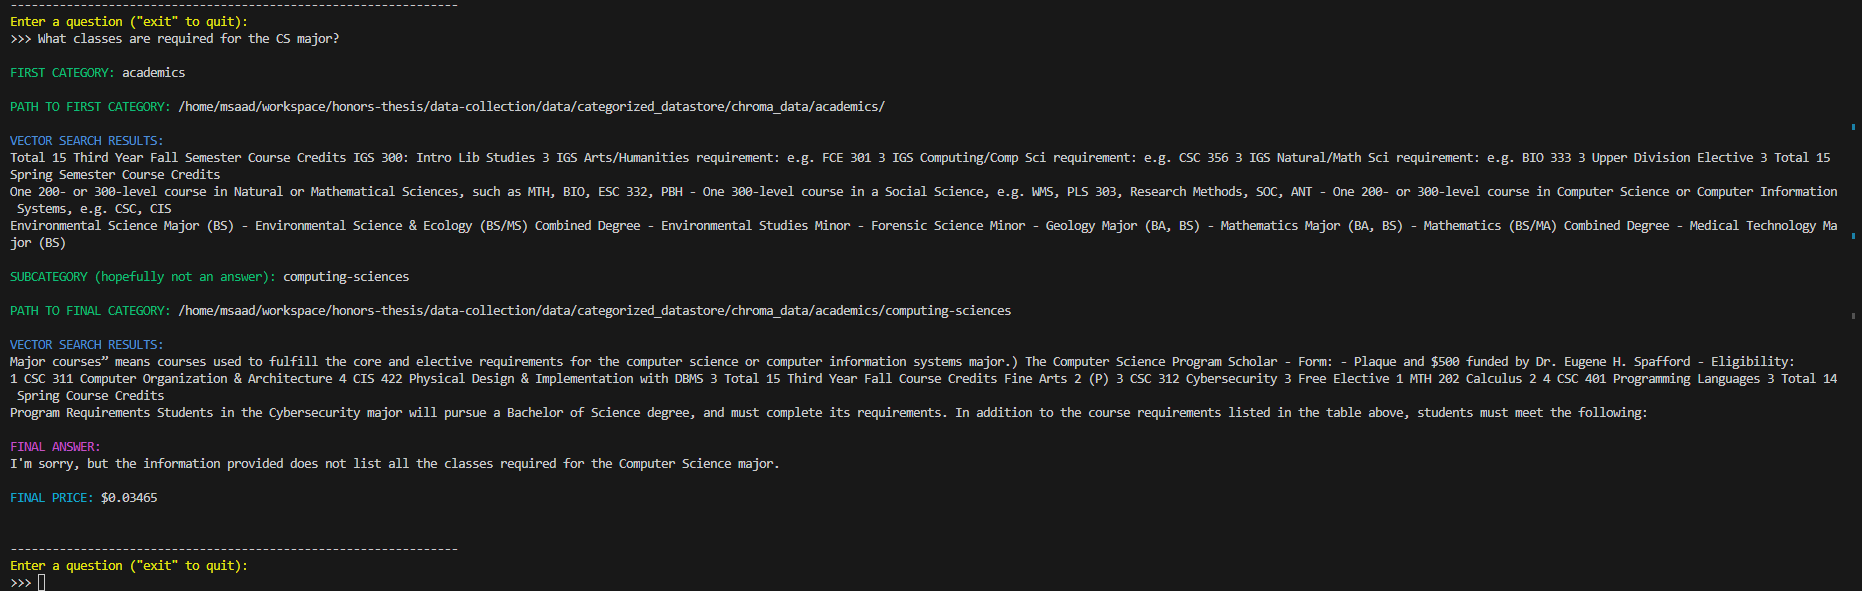 ----------------------------------------------------------------
Enter a question ("exit" to quit):
>>> What classes are required for the CS major?
FIRST CATEGORY: academics
PATH TO FIRST CATEGORY: /home/msaad/workspace/honors-thesis/data-collection/data/categorized_datastore/chroma_data/academics/
VECTOR SEARCH RESULTS:
Total 15 Third Year Fall Semester Course Credits IGS 300: Intro Lib Studies 3 IGS Arts/Humanities requirement: e.g. FCE 301 3 IGS Computing/Comp Sci requirement: e.g. CSC 356 3 IGS Natural/Math Sci requirement: e.g. BIO 333 3 Upper Division Elective 3 Total 15
Spring Semester Course Credits
One 200- or 300-level course in Natural or Mathematical Sciences, such as MTH, BIO, ESC 332, PBH - One 300-level course in a Social Science, e.g. WMS, PLS 303, Research Methods, SOC, ANT - One 200- or 300-level course in Computer Science or Computer Information
Systems, e.g. CSC, CIS
Environmental Science Major (BS) - Environmental Science & Ecology (BS/MS) Combined Degree - Environmental Studies Minor - Forensic Science Minor - Geology Major (BA, BS) - Mathematics Major (BA, BS) - Mathematics (BS/MA) Combined Degree - Medical Technology Ma
jor (BS)
SUBCATEGORY (hopefully not an answer): computing-sciences
PATH TO FINAL CATEGORY: /home/msaad/workspace/honors-thesis/data-collection/data/categorized_datastore/chroma_data/academics/computing-sciences
VECTOR SEARCH RESULTS:
Major courses” means courses used to fulfill the core and elective requirements for the computer science or computer information systems major.) The Computer Science Program Scholar - Form: - Plaque and $500 funded by Dr. Eugene H. Spafford - Eligibility:
1 CSC 311 Computer Organization & Architecture 4 CIS 422 Physical Design & Implementation with DBMS 3 Total 15 Third Year Fall Course Credits Fine Arts 2 (P) 3 CSC 312 Cybersecurity 3 Free Elective 1 MTH 202 Calculus 2 4 CSC 401 Programming Languages 3 Total 14
Spring Course Credits
Program Requirements Students in the Cybersecurity major will pursue a Bachelor of Science degree, and must complete its requirements. In addition to the course requirements listed in the table above, students must meet the following:
FINAL ANSWER:
I'm sorry, but the information provided does not list all the classes required for the Computer Science major.
FINAL PRICE: $0.03465
----------------------------------------------------------------
Enter a question ("exit" to quit):
>>>